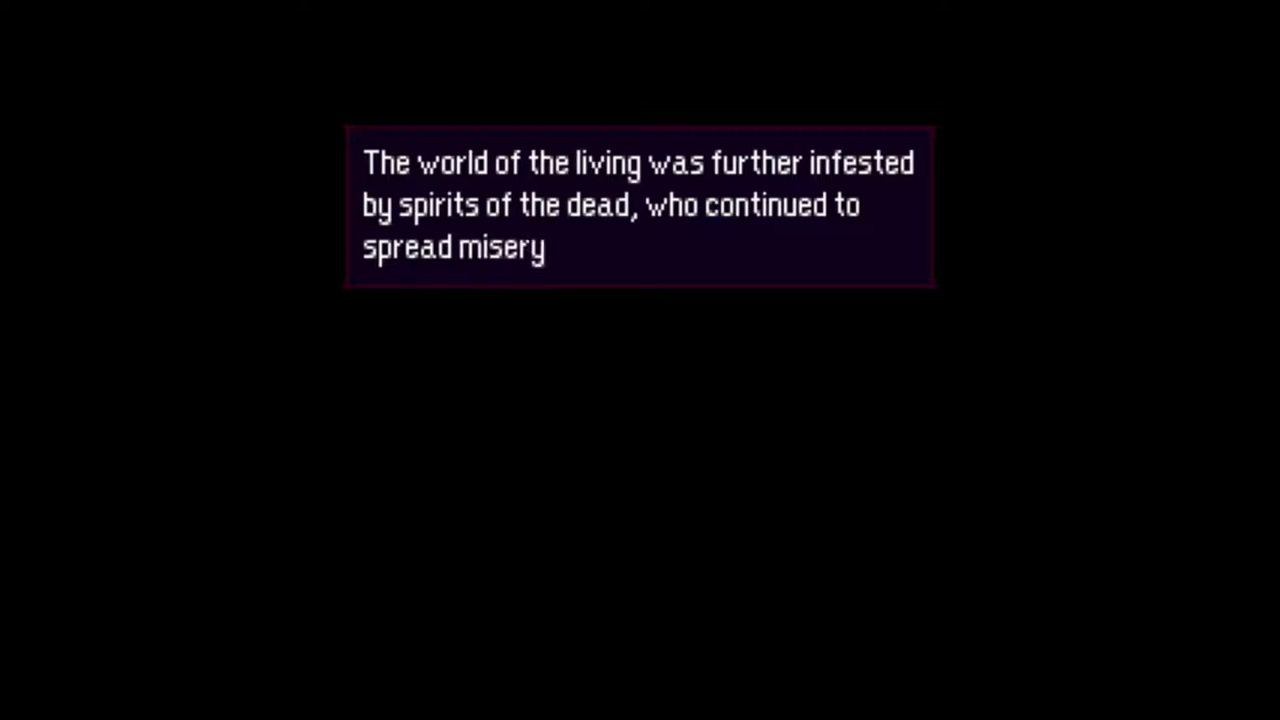 The world of the living was further infested
by spirits of the dead, who continued to
spread misery